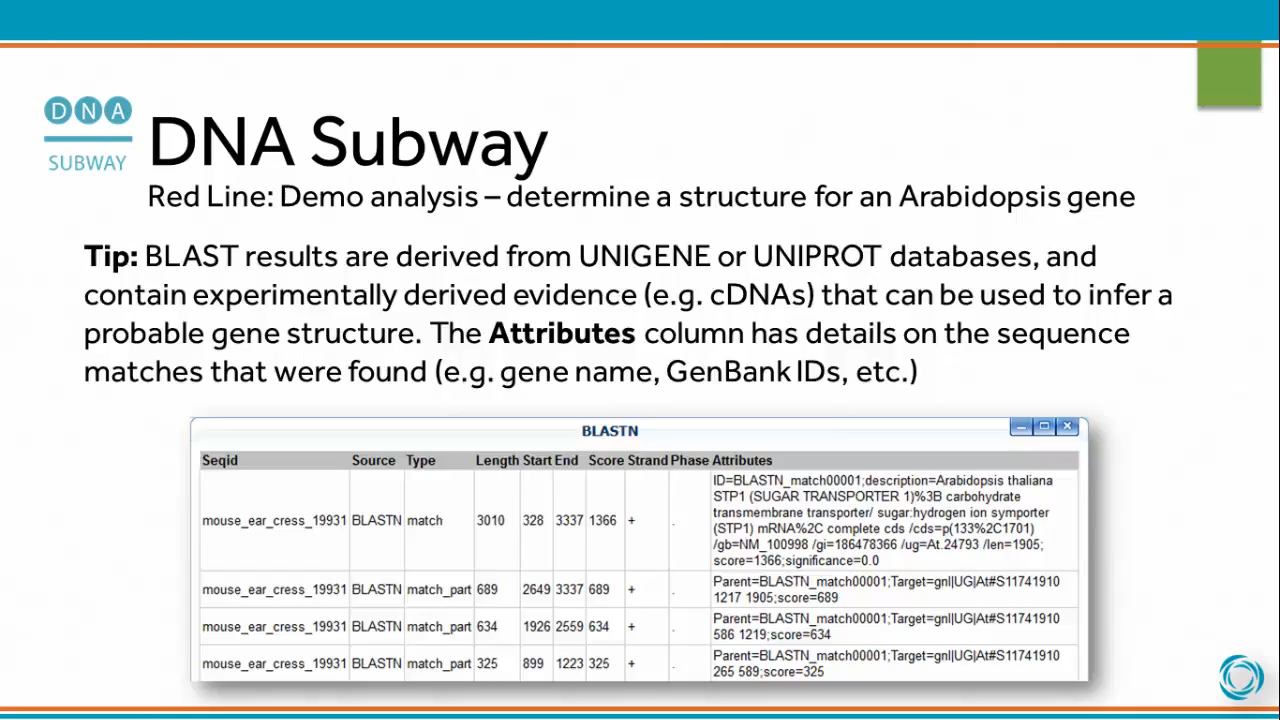 DNA
SUBWAY
DNA Subway
Red Line: Demo analysis – determine a structure for an Arabidopsis gene
Tip: BLAST results are derived from UNIGENE or UNIPROT databases, and
contain experimentally derived evidence (e.g. cDNAs) that can be used to infer a
probable gene structure. The Attributes column has details on the sequence
matches that were found (e.g. gene name, GenBank IDs, etc.)
BLASTN
Seqid Source Type Length Start End Score Strand Phase Attributes
ID=BLASTN_match00001;description=Arabidopsis thaliana
STP1 (SUGAR TRANSPORTER 1)%3B carbohydrate
transmembrane transporter/ sugar:hydrogen ion symporter
mouse_ear_cress_19931 BLASTN match 3010 328 3337 1366 + .
(STP1) mRNA%2C complete cds /cds=p(133%2C1701)
/gb=NM_100998 /gi=186478366 /ug=At.24793 /len=1905;
score=1366;significance=0.0
mouse_ear_cress_19931 BLASTN match_part 689 2649 3337 689 + .
Parent=BLASTN_match00001;Target=gnl|UG|At#S11741910
1217 1905;score=689
mouse_ear_cress_19931 BLASTN match_part 634 1926 2559 634 + .
Parent=BLASTN_match00001;Target=gnl|UG|At#S11741910
586 1219;score=634
mouse_ear_cress_19931 BLASTN match_part 325 899 1223 325 + .
Parent=BLASTN_match00001;Target=gnl|UG|At#S11741910
265 589;score=325